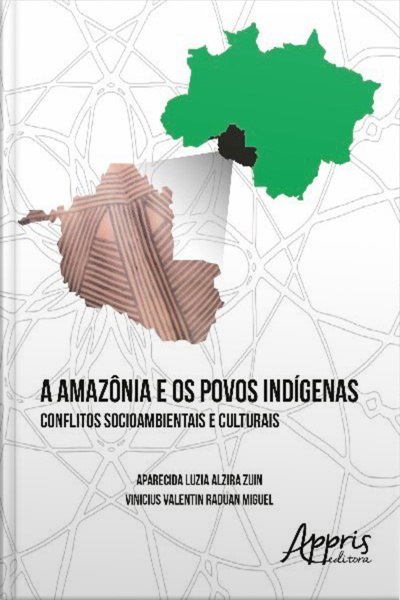 A AMAZÔNIA E OS POVOS INDÍGENAS
CONFLITOS SOCIOAMBIENTAIS E CULTURAIS
APARECIDA LUZIA ALZIRA ZUIN
VINICIUS VALENTIN RADUAN MIGUEL
Appris
editora